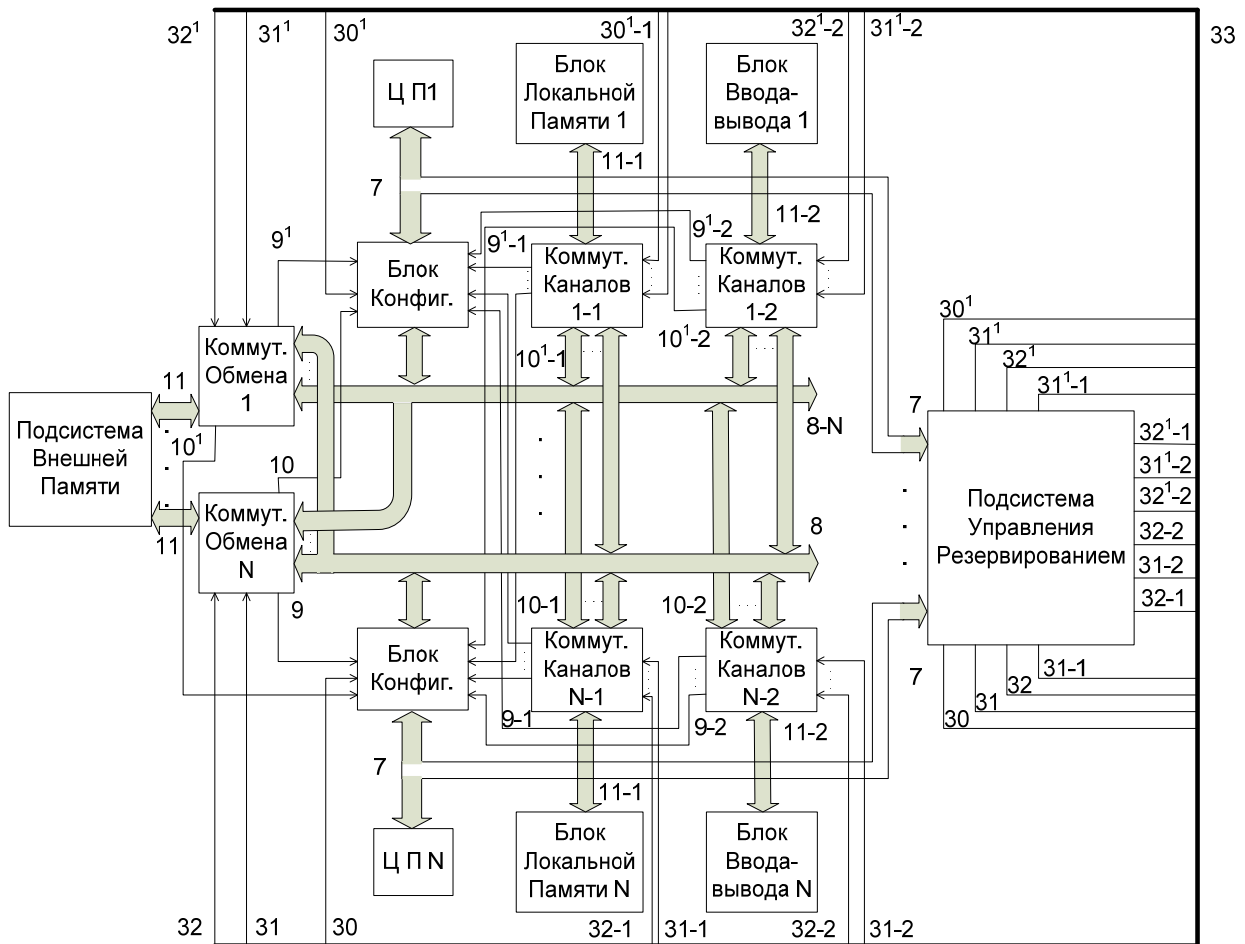 32¹
31¹
30¹
30¹-1
32¹-2
31¹-2
33
Ц П1
Блок
Локальной
Памяти 1
Блок
Ввода-
вывода 1
11-1
7
11-2
9¹
9¹-1
9¹-2
Блок
Конфиг.
Коммут.
Каналов
1-1
Коммут.
Каналов
1-2
30¹
31¹
32¹
31¹-1
Коммут.
Обмена
1
10¹-1
10¹-2
11
7
8-N
Подсистема
Внешней
Памяти
10¹
10
32¹-1
31¹-2
32¹-2
32-2
31-2
32-1
Подсистема
Управления
Резервированием
Коммут.
Обмена
N
8
11
9
10-1
10-2
Блок
Конфиг.
Коммут.
Каналов
N-1
Коммут.
Каналов
N-2
7
31-1
32
31
30
9-1
9-2
11-2
7
11-1
Ц П N
Блок
Локальной
Памяти N
Блок
Ввода-
вывода N
32
31
30
32-1
31-1
32-2
31-2